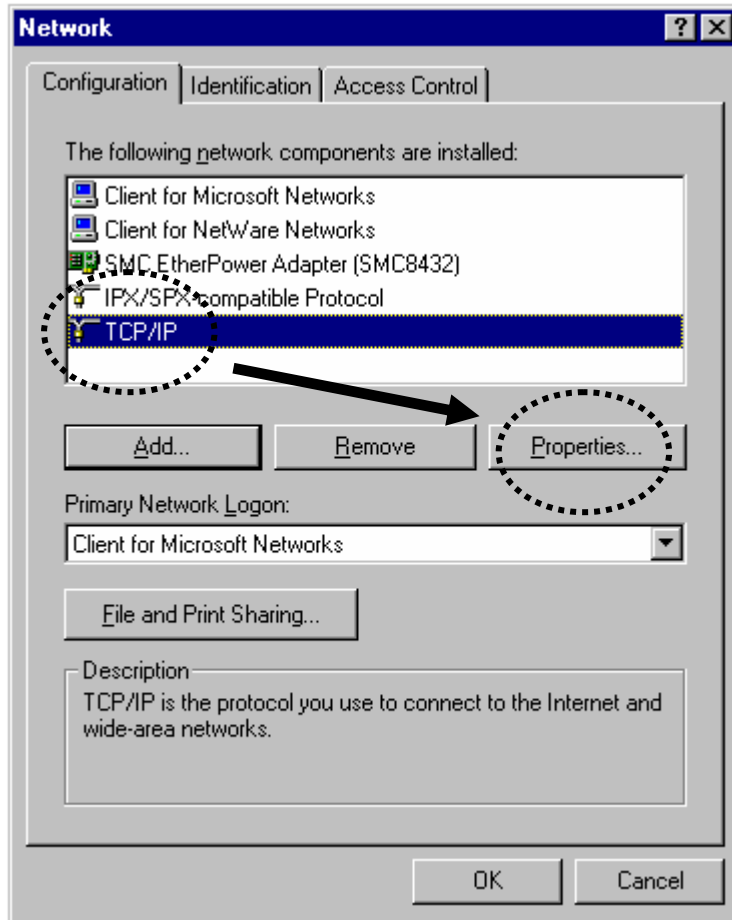 Network
Configuration Identification Access Control
The following network components are installed:
Client for Microsoft Networks
Client for NetWare Networks
SMC EtherPower Adapter (SMC8432)
IPX/SPX-compatible Protocol
TCP/IP
Add... Remove Properties...
Primary Network Logon:
Client for Microsoft Networks
File and Print Sharing...
Description
TCP/IP is the protocol you use to connect to the Internet and
wide-area networks.
OK Cancel